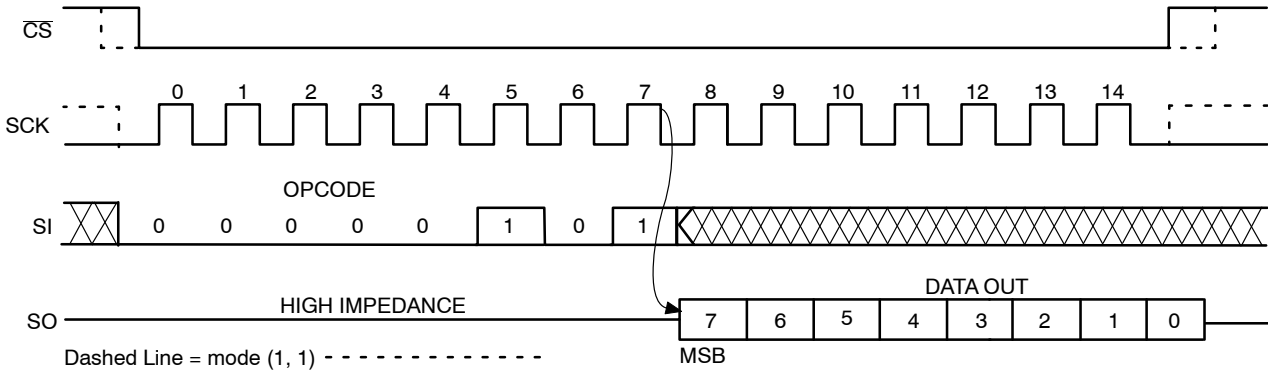 CS
0 1 2 3 4 5 6 7 8 9 10 11 12 13 14
SCK
OPCODE
SI 0 0 0 0 0 1 0 1
HIGH IMPEDANCE
DATA OUT
SO 7 6 5 4 3 2 1 0
Dashed Line = mode (1, 1)
MSB